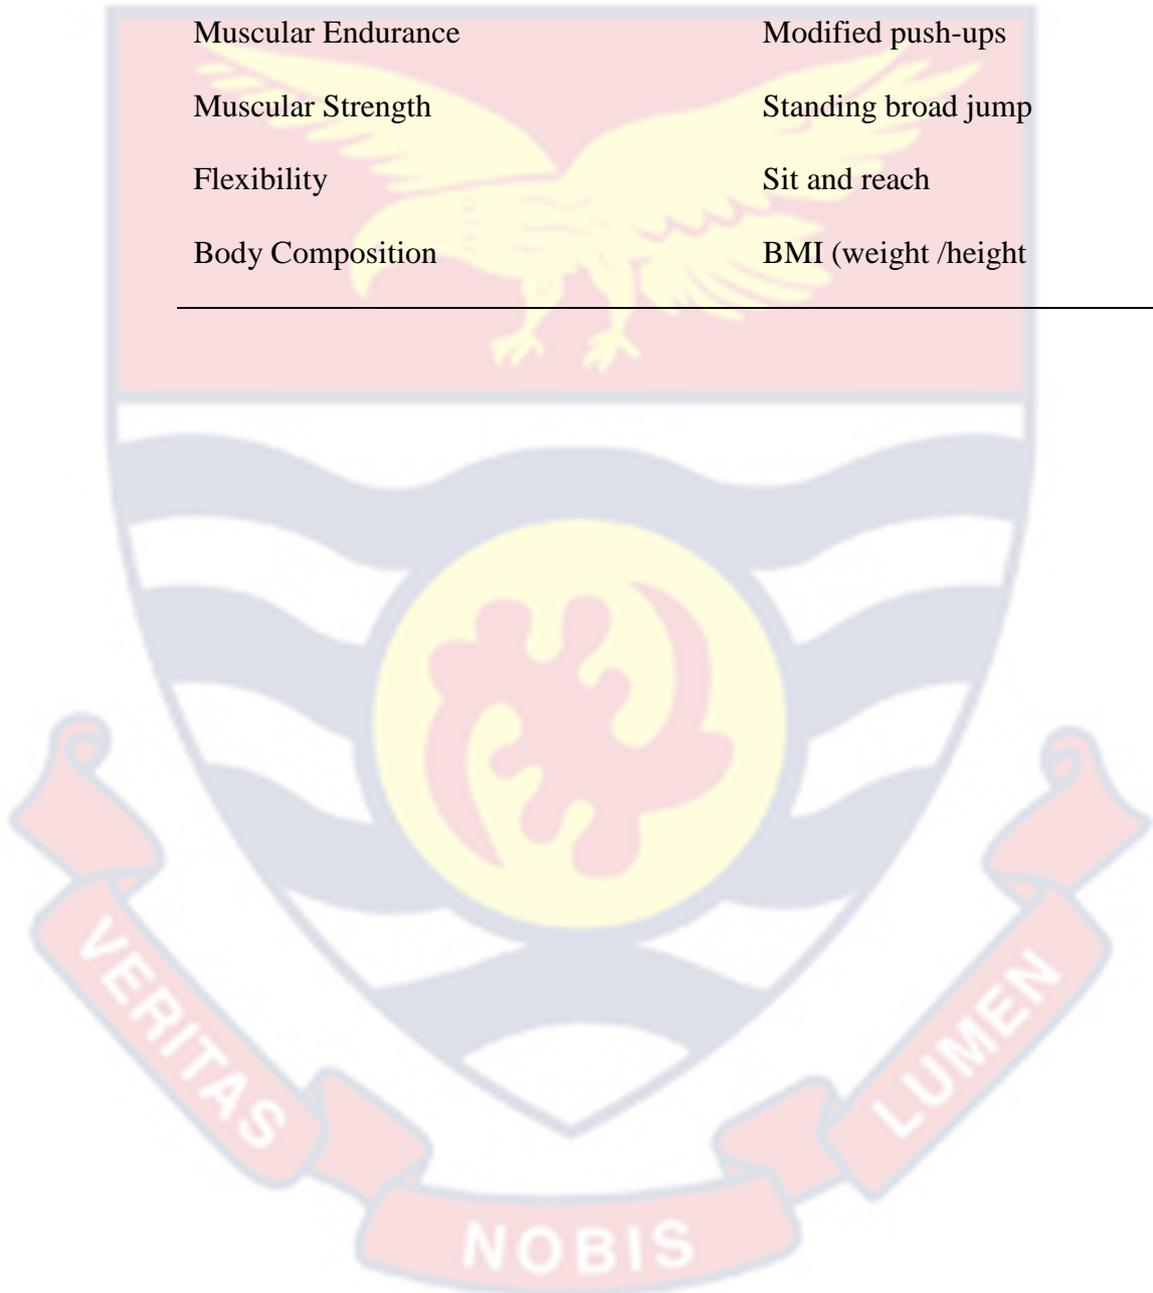 Muscular Endurance Modified push-ups
Muscular Strength Standing broad jump
Flexibility Sit and reach
Body Composition BMI (weight /height
VERITAS
NOBIS
LUMEN